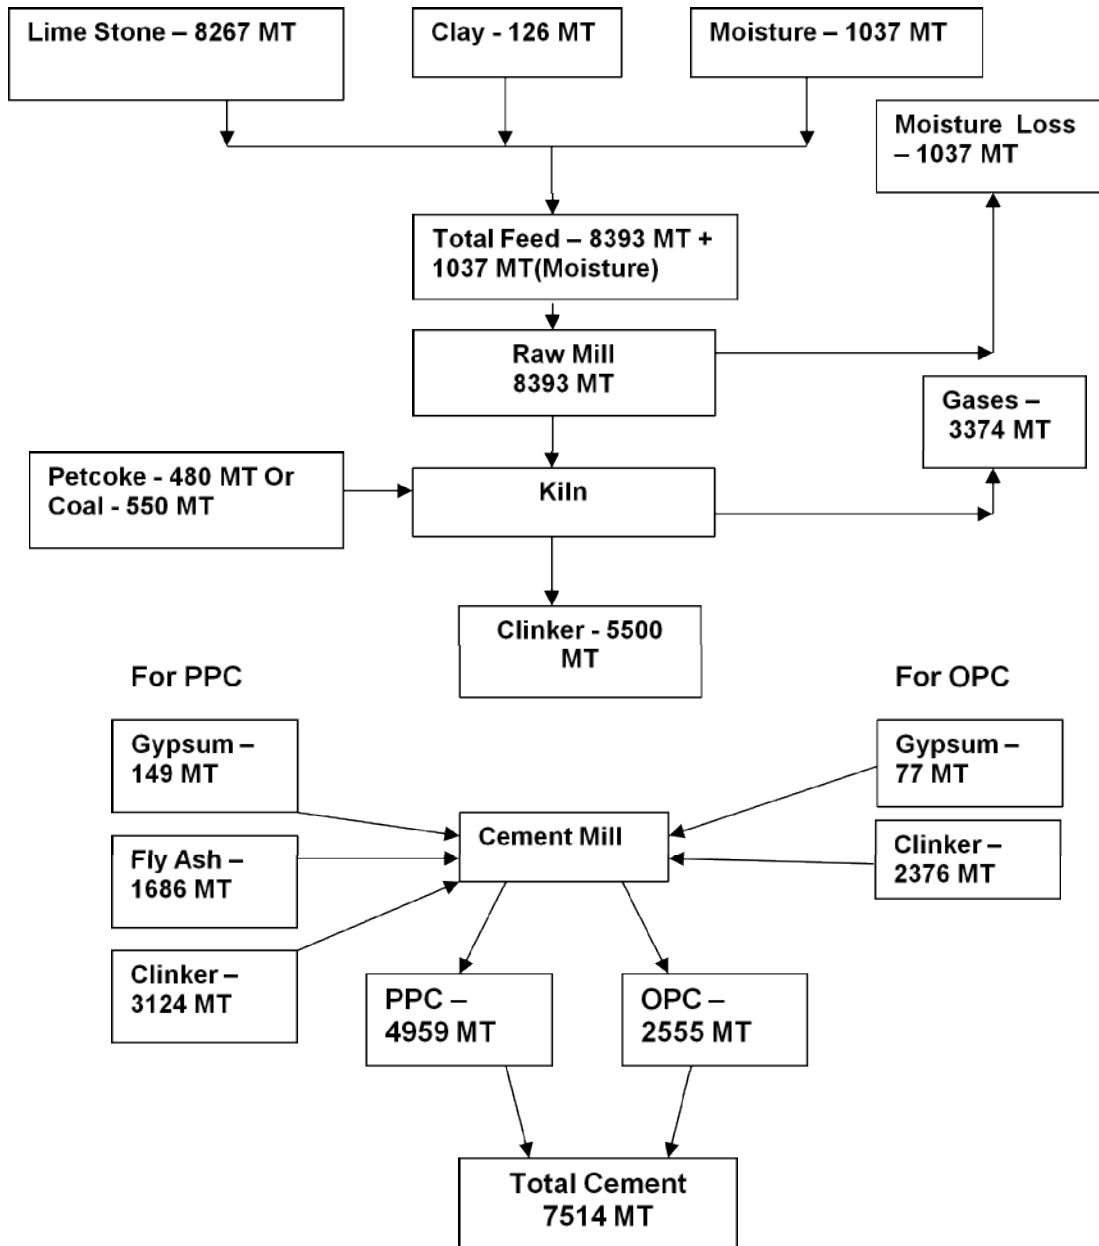 Lime Stone – 8267 MT
Clay - 126 MT
Moisture – 1037 MT
Moisture Loss
– 1037 MT
Total Feed – 8393 MT +
1037 MT(Moisture)
Raw Mill
8393 MT
Gases –
3374 MT
Petcoke - 480 MT Or
Coal - 550 MT
Kiln
Clinker - 5500
MT
For PPC
For OPC
Gypsum –
149 MT
Gypsum –
77 MT
Cement Mill
Fly Ash –
1686 MT
Clinker –
2376 MT
Clinker –
3124 MT
PPC –
4959 MT
OPC –
2555 MT
Total Cement
7514 MT